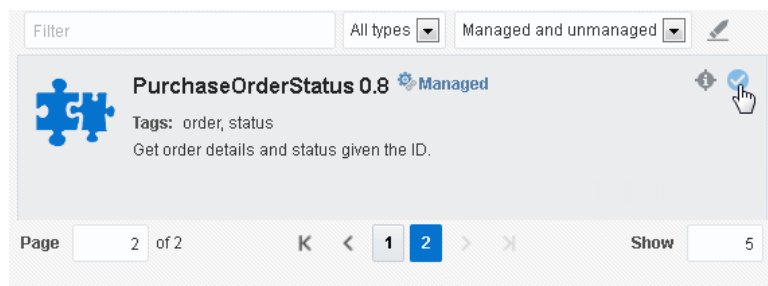 Filter All types Managed and unmanaged
PurchaseOrderStatus 0.8 Managed
Tags: order, status
Get order details and status given the ID.
Page 2 of 2 1 2 Show 5